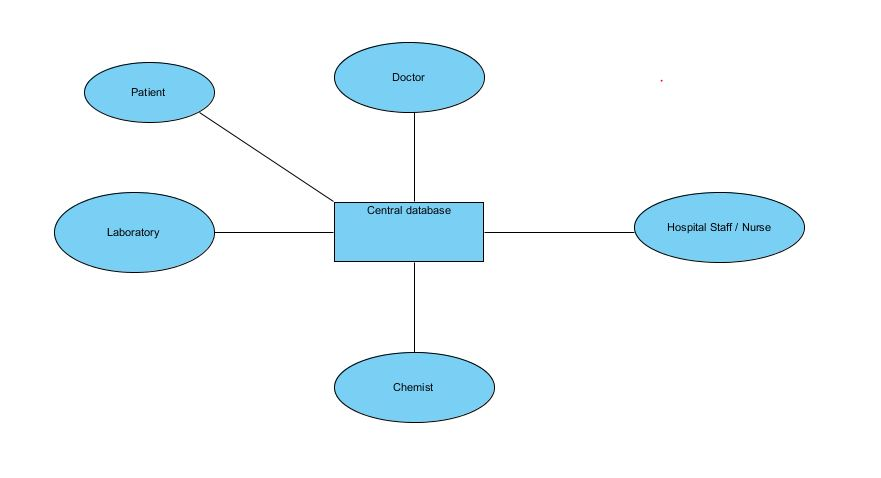 Doctor
Patient
Central database
Laboratory
Hospital Staff / Nurse
Chemist